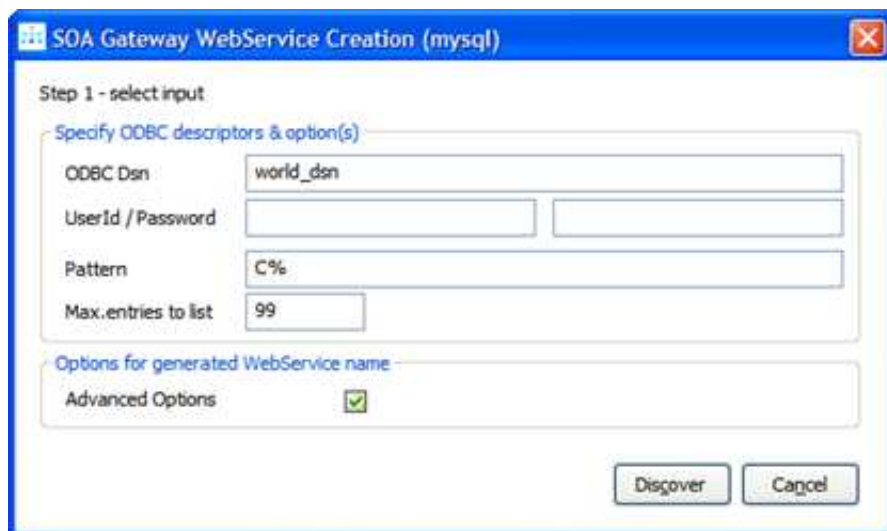 SOA Gateway WebService Creation (mysql)
Step 1 - select input
Specify ODBC descriptors & option(s)
ODBC Dsn world_dsn
UserId / Password
Pattern C%
Max.entries to list 99
Options for generated WebService name
Advanced Options
Discover Cancel